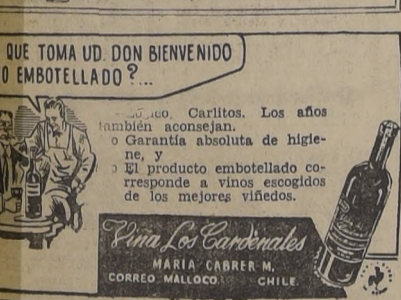 QUE TOMA UD. DON BIENVENIDO
O EMBOTELLADO?...
Carlitos. Los años
también aconsejan.
o Garantía absoluta de higie-
ne, y
o El producto embotellado co-
rresponde a vinos escogidos
de los mejores viñedos.
Viña Los Cardenales
MARIA CABRER M.
CORREO MALLOCO. CHILE.